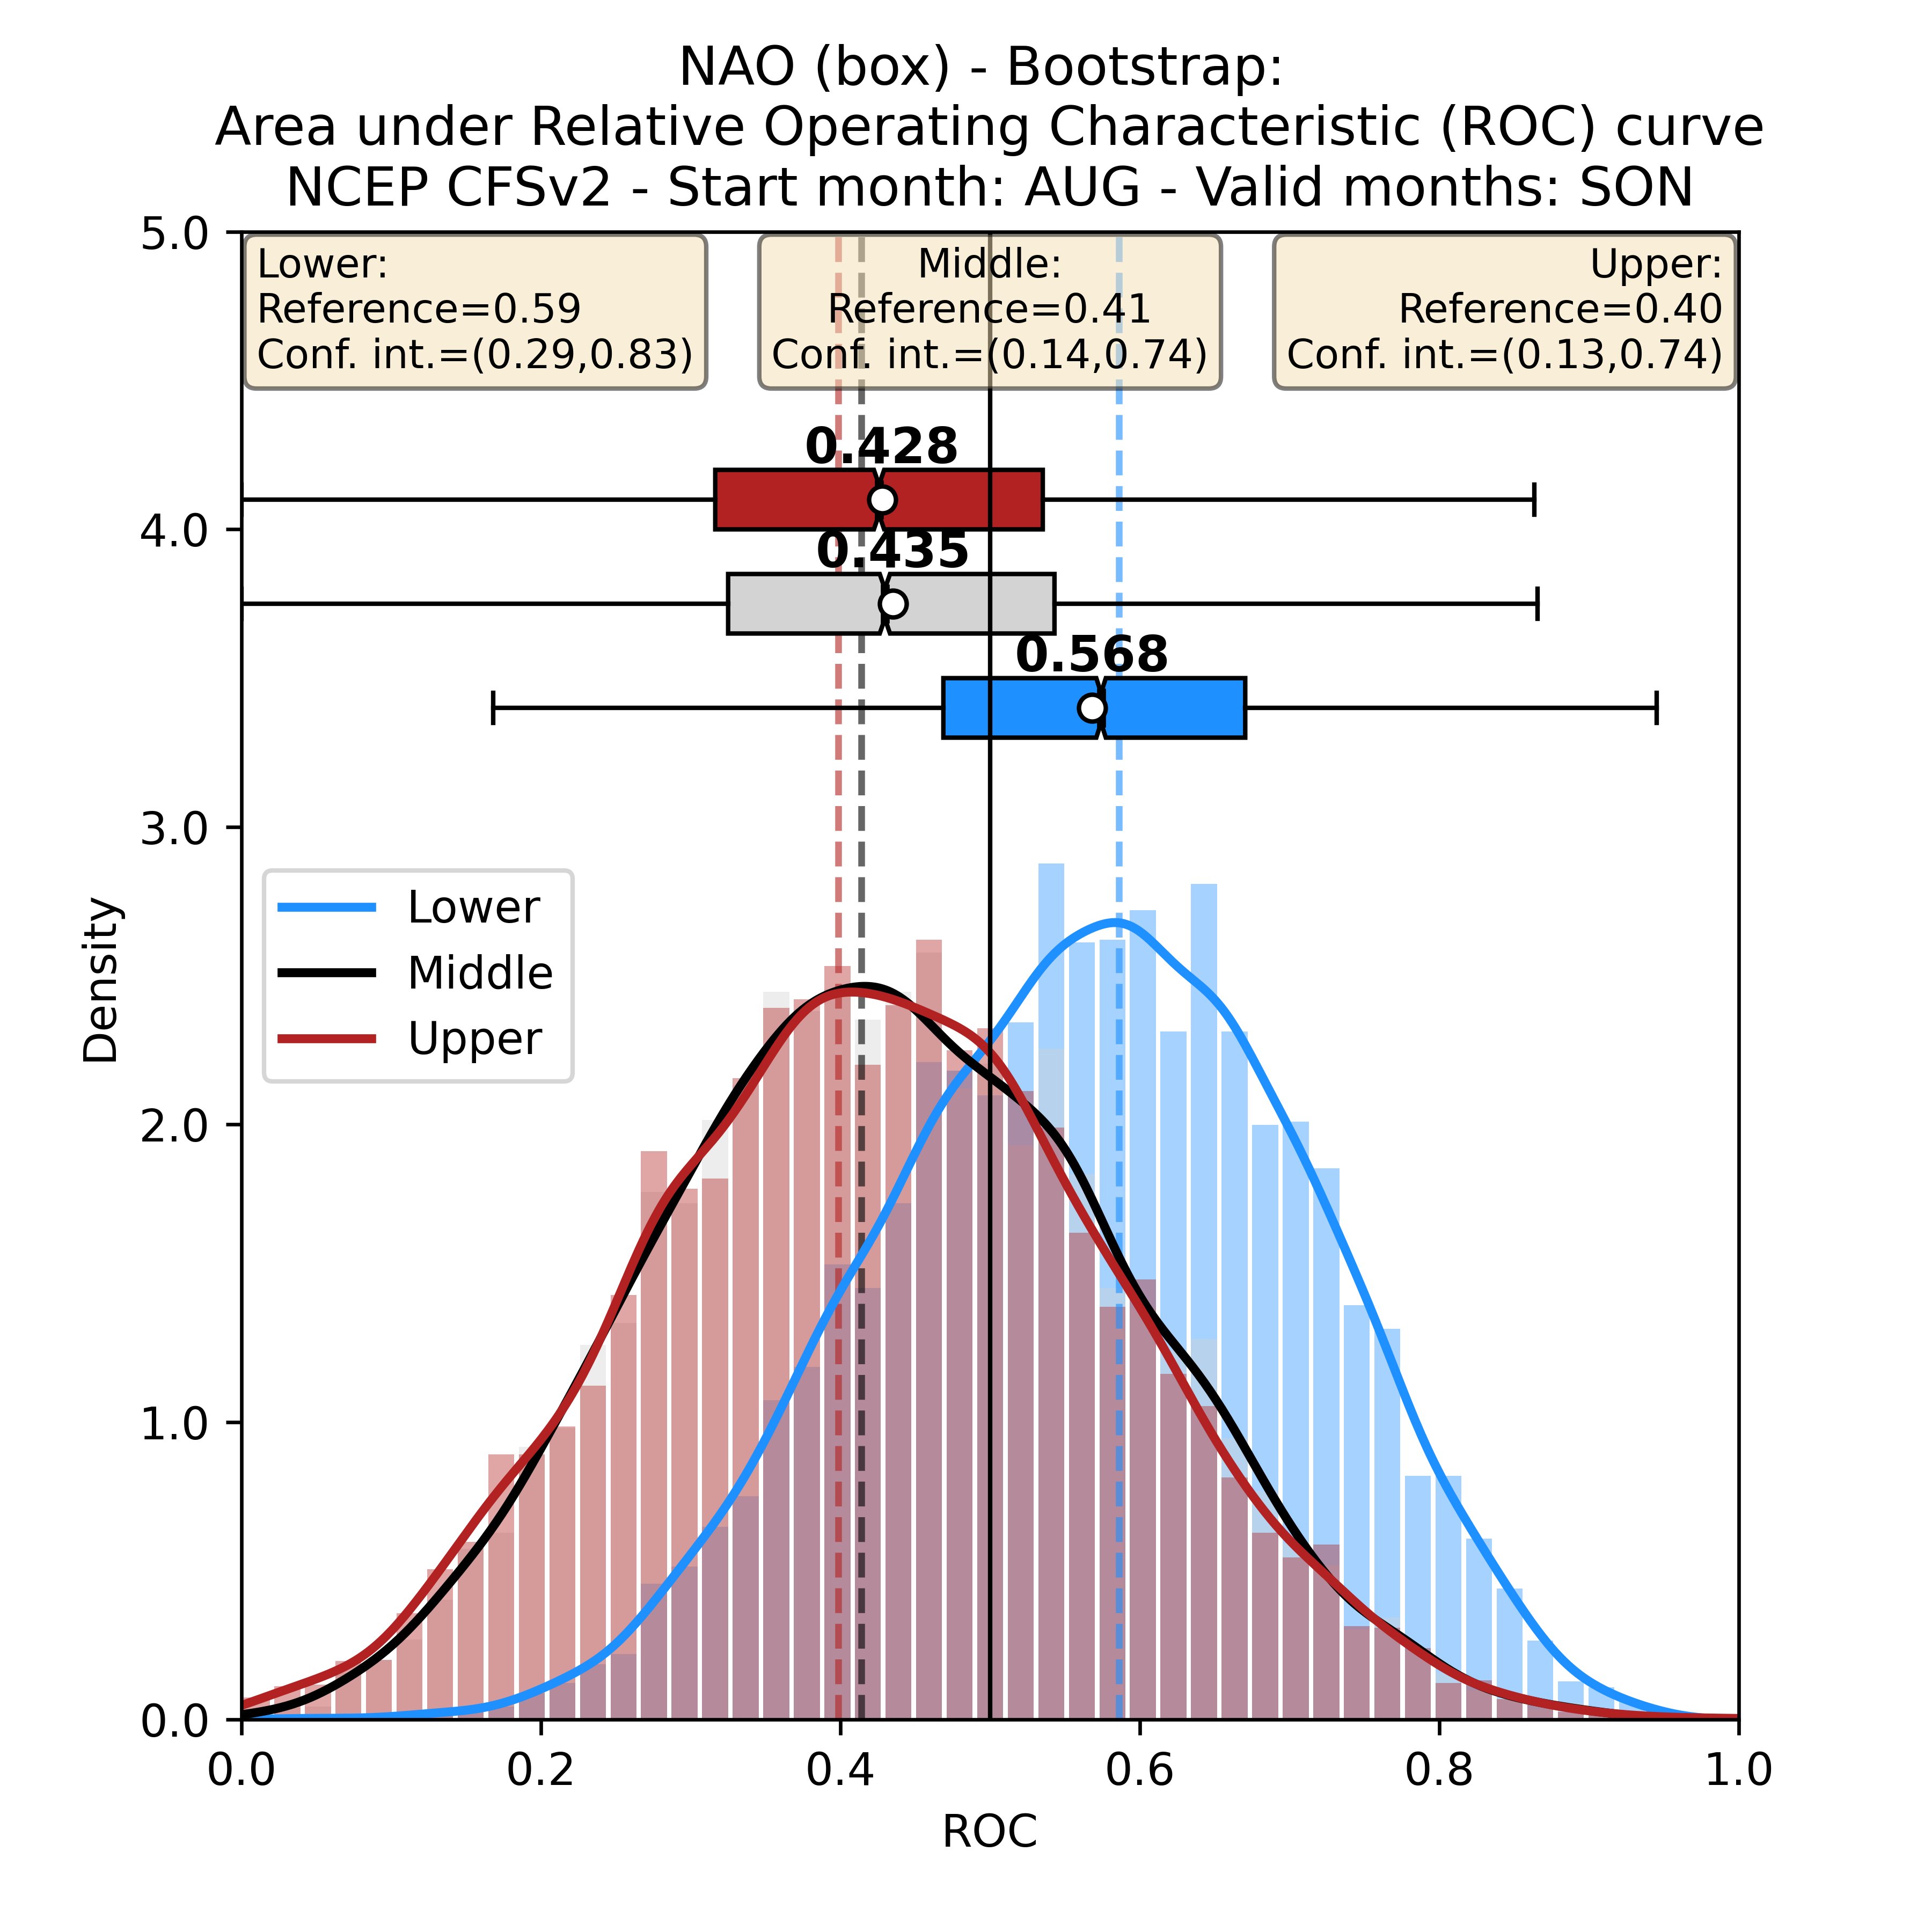 NAO (box) - Bootstrap:
Area under Relative Operating Characteristic (ROC) curve
NCEP CFSv2 - Start month: AUG - Valid months: SON
Lower:
Reference=0.59
Conf. int.=(0.29,0.83)
Middle:
Reference=0.41
Conf. int.=(0.14,0.74)
Upper:
Reference=0.40
Conf. int.=(0.13,0.74)
0.428
0.435
0.568
Lower
Middle
Upper
Density
5.0
4.0
3.0
2.0
1.0
0.0
0.0
0.2
0.4
0.6
0.8
1.0
ROC